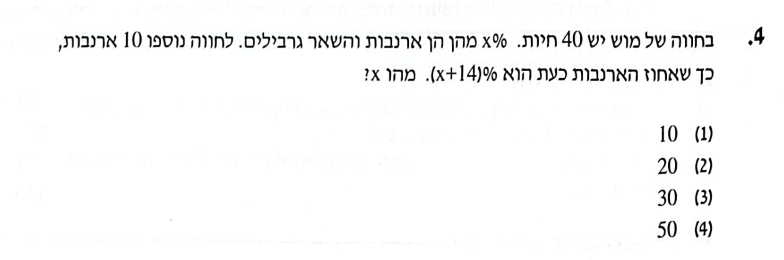 4. בחווה של מוש יש 40 חיות. x% מהן הן ארנבות והשאר גרבילים. לחווה נוספו 10 ארנבות,
כך שאחוז הארנבות כעת הוא (x+14)%. מהו x?
(1) 10
(2) 20
(3) 30
(4) 50